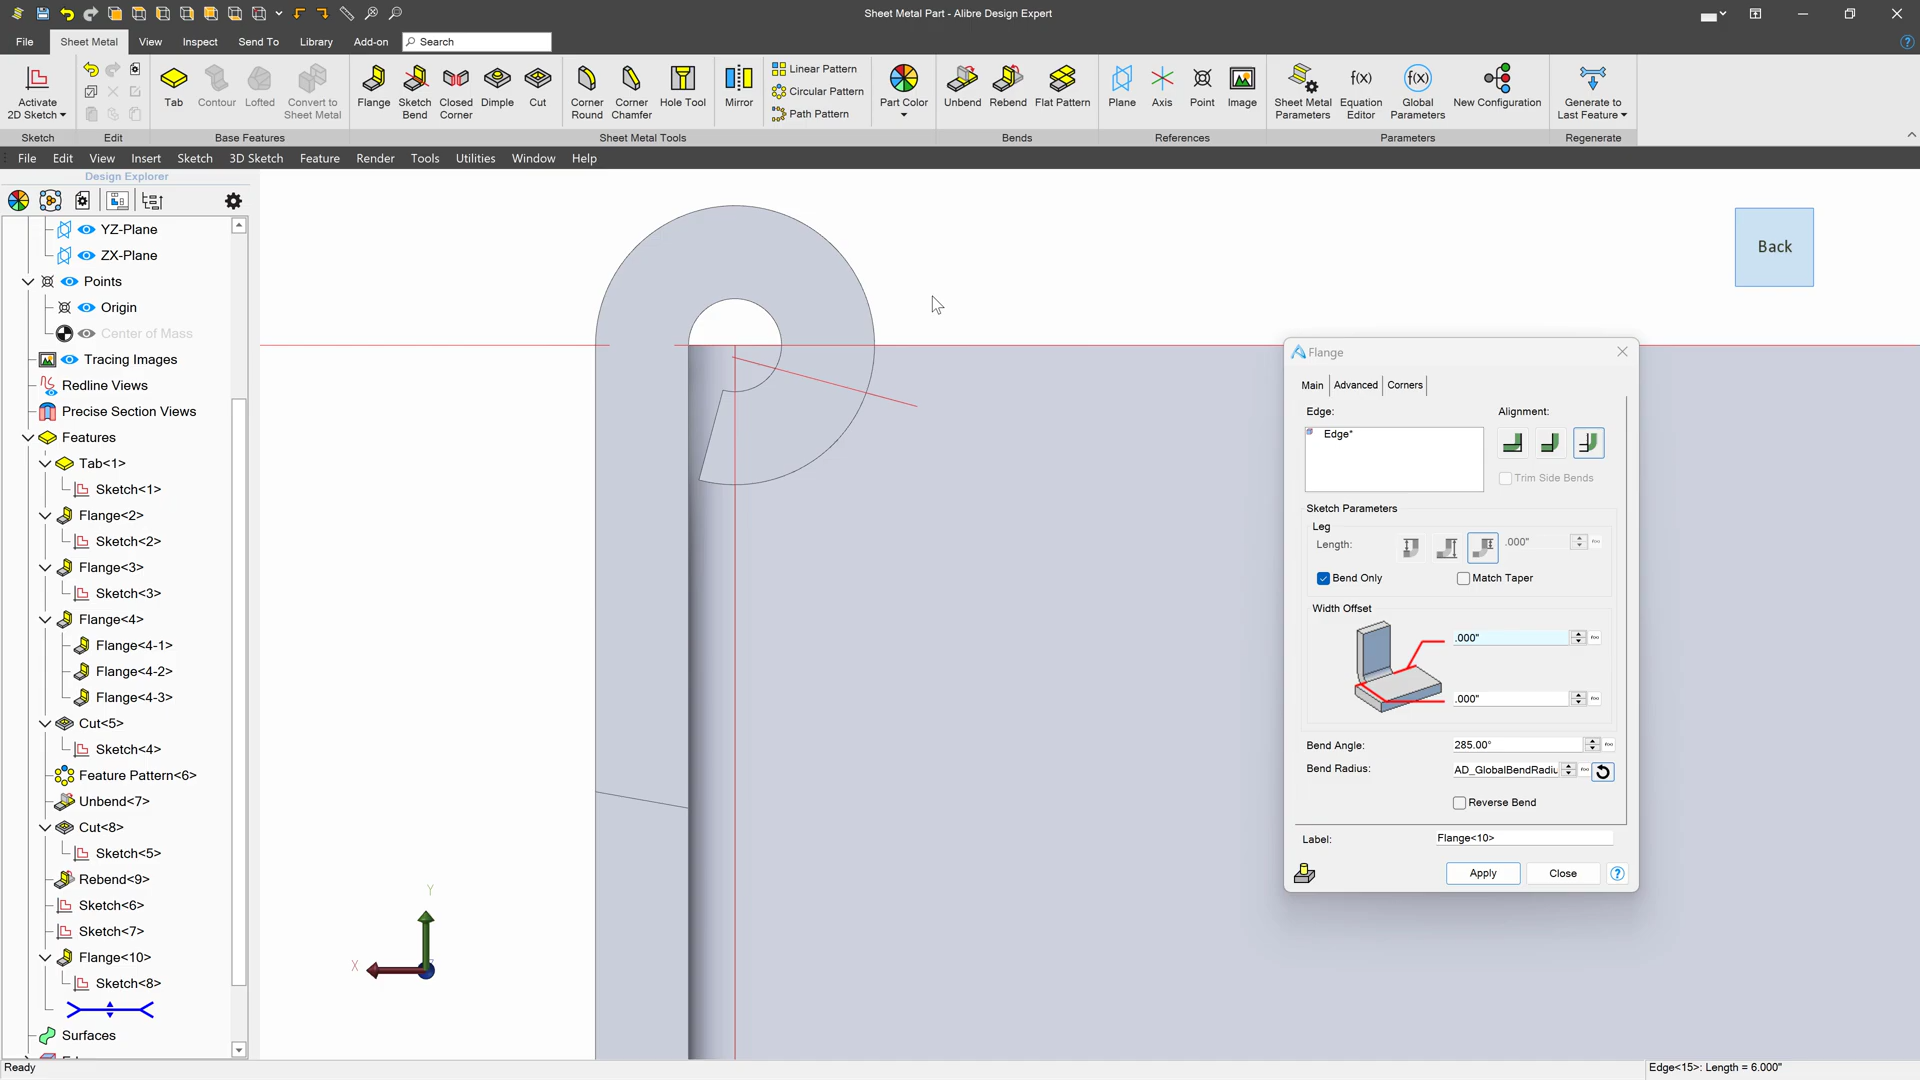 Sheet Metal Part - Alibre Design Expert
File Sheet Metal View Inspect Send To Library Add-on Search
Activate 2D Sketch
Tab
Contour
Lofted
Convert to Sheet Metal
Flange
Sketch Bend
Closed Corner
Dimple
Cut
Corner Round
Corner Chamfer
Hole Tool
Mirror
Linear Pattern
Circular Pattern
Path Pattern
Part Color
Unbend
Rebend
Flat Pattern
Plane
Axis
Point
Image
Sheet Metal Parameters
f(x)
Equation Editor
(x)
Global Parameters
New Configuration
Generate to Last Feature
Sketch Edit Base Features Sheet Metal Tools Bends References Parameters Regenerate
File Edit View Insert Sketch 3D Sketch Feature Render Tools Utilities Window Help
Design Explorer
YZ-Plane
ZX-Plane
Points
Origin
Center of Mass
Tracing Images
Redline Views
Precise Section Views
Features
Tab<1>
Sketch<1>
Flange<2>
Sketch<2>
Flange<3>
Sketch<3>
Flange<4>
Flange<4-1>
Flange<4-2>
Flange<4-3>
Cut<5>
Sketch<4>
Feature Pattern<6>
Unbend<7>
Cut<8>
Sketch<5>
Rebend<9>
Sketch<6>
Sketch<7>
Flange<10>
Sketch<8>
Surfaces
Back
Y
X
Flange
Main Advanced Corners
Edge: Alignment:
Edge*
Trim Side Bends
Sketch Parameters
Leg
Length: .000"
Bend Only Match Taper
Width Offset
.000"
.000"
Bend Angle: 285.00°
Bend Radius: AD_GlobalBendRadiu
Reverse Bend
Label: Flange<10>
Apply Close
Ready
Edge<15>: Length = 6.000"